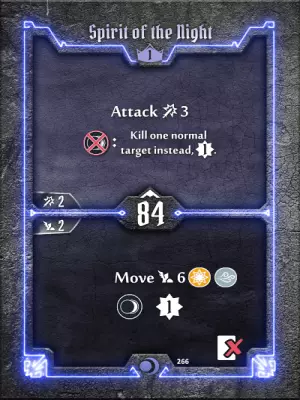 Spirit of the Night
1
Attack 3
: Kill one normal
target instead, 1.
2
84
2
Move 6
1
266